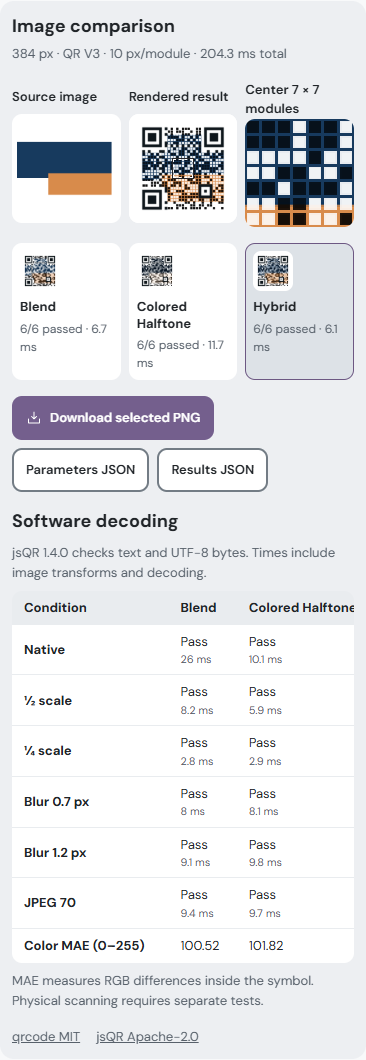 Image comparison
384 px · QR V3 · 10 px/module · 204.3 ms total
Source image
Rendered result
Center 7 × 7
modules
Blend
6/6 passed · 6.7
ms
Colored
Halftone
6/6 passed · 11.7
ms
Hybrid
6/6 passed · 6.1
ms
Download selected PNG
Parameters JSON
Results JSON
Software decoding
jsQR 1.4.0 checks text and UTF-8 bytes. Times include
image transforms and decoding.
Condition Blend Colored Halftone
Native Pass Pass
26 ms 10.1 ms
½ scale Pass Pass
8.2 ms 5.9 ms
¼ scale Pass Pass
2.8 ms 2.9 ms
Blur 0.7 px Pass Pass
8 ms 8.1 ms
Blur 1.2 px Pass Pass
9.1 ms 9.8 ms
JPEG 70 Pass Pass
9.4 ms 9.7 ms
Color MAE (0–255) 100.52 101.82
MAE measures RGB differences inside the symbol.
Physical scanning requires separate tests.
qrcode MIT jsQR Apache-2.0